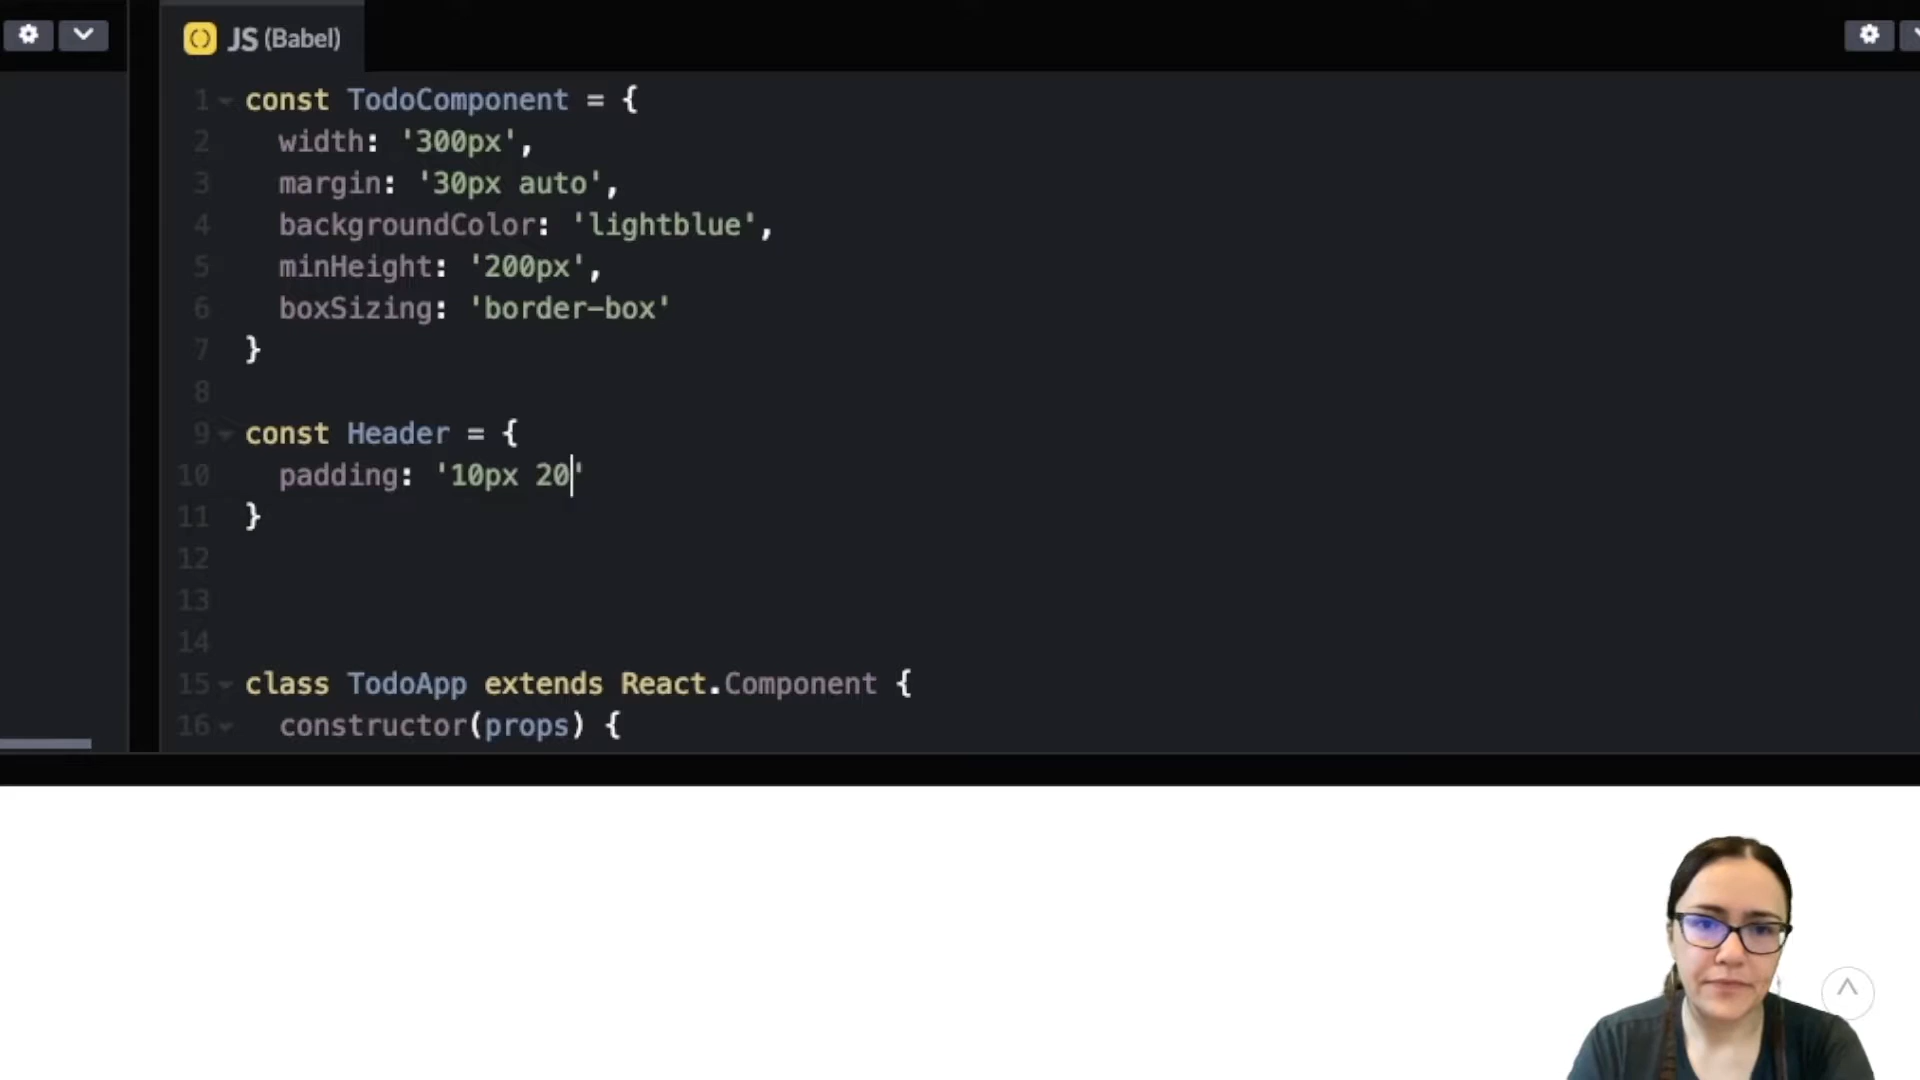 JS (Babel)
1 const TodoComponent = {
2 width: '300px',
3 margin: '30px auto',
4 backgroundColor: 'lightblue',
5 minHeight: '200px',
6 boxSizing: 'border-box'
7 }
8
9 const Header = {
10 padding: '10px 20'
11 }
12
13
14
15 class TodoApp extends React.Component {
16 constructor(props) {